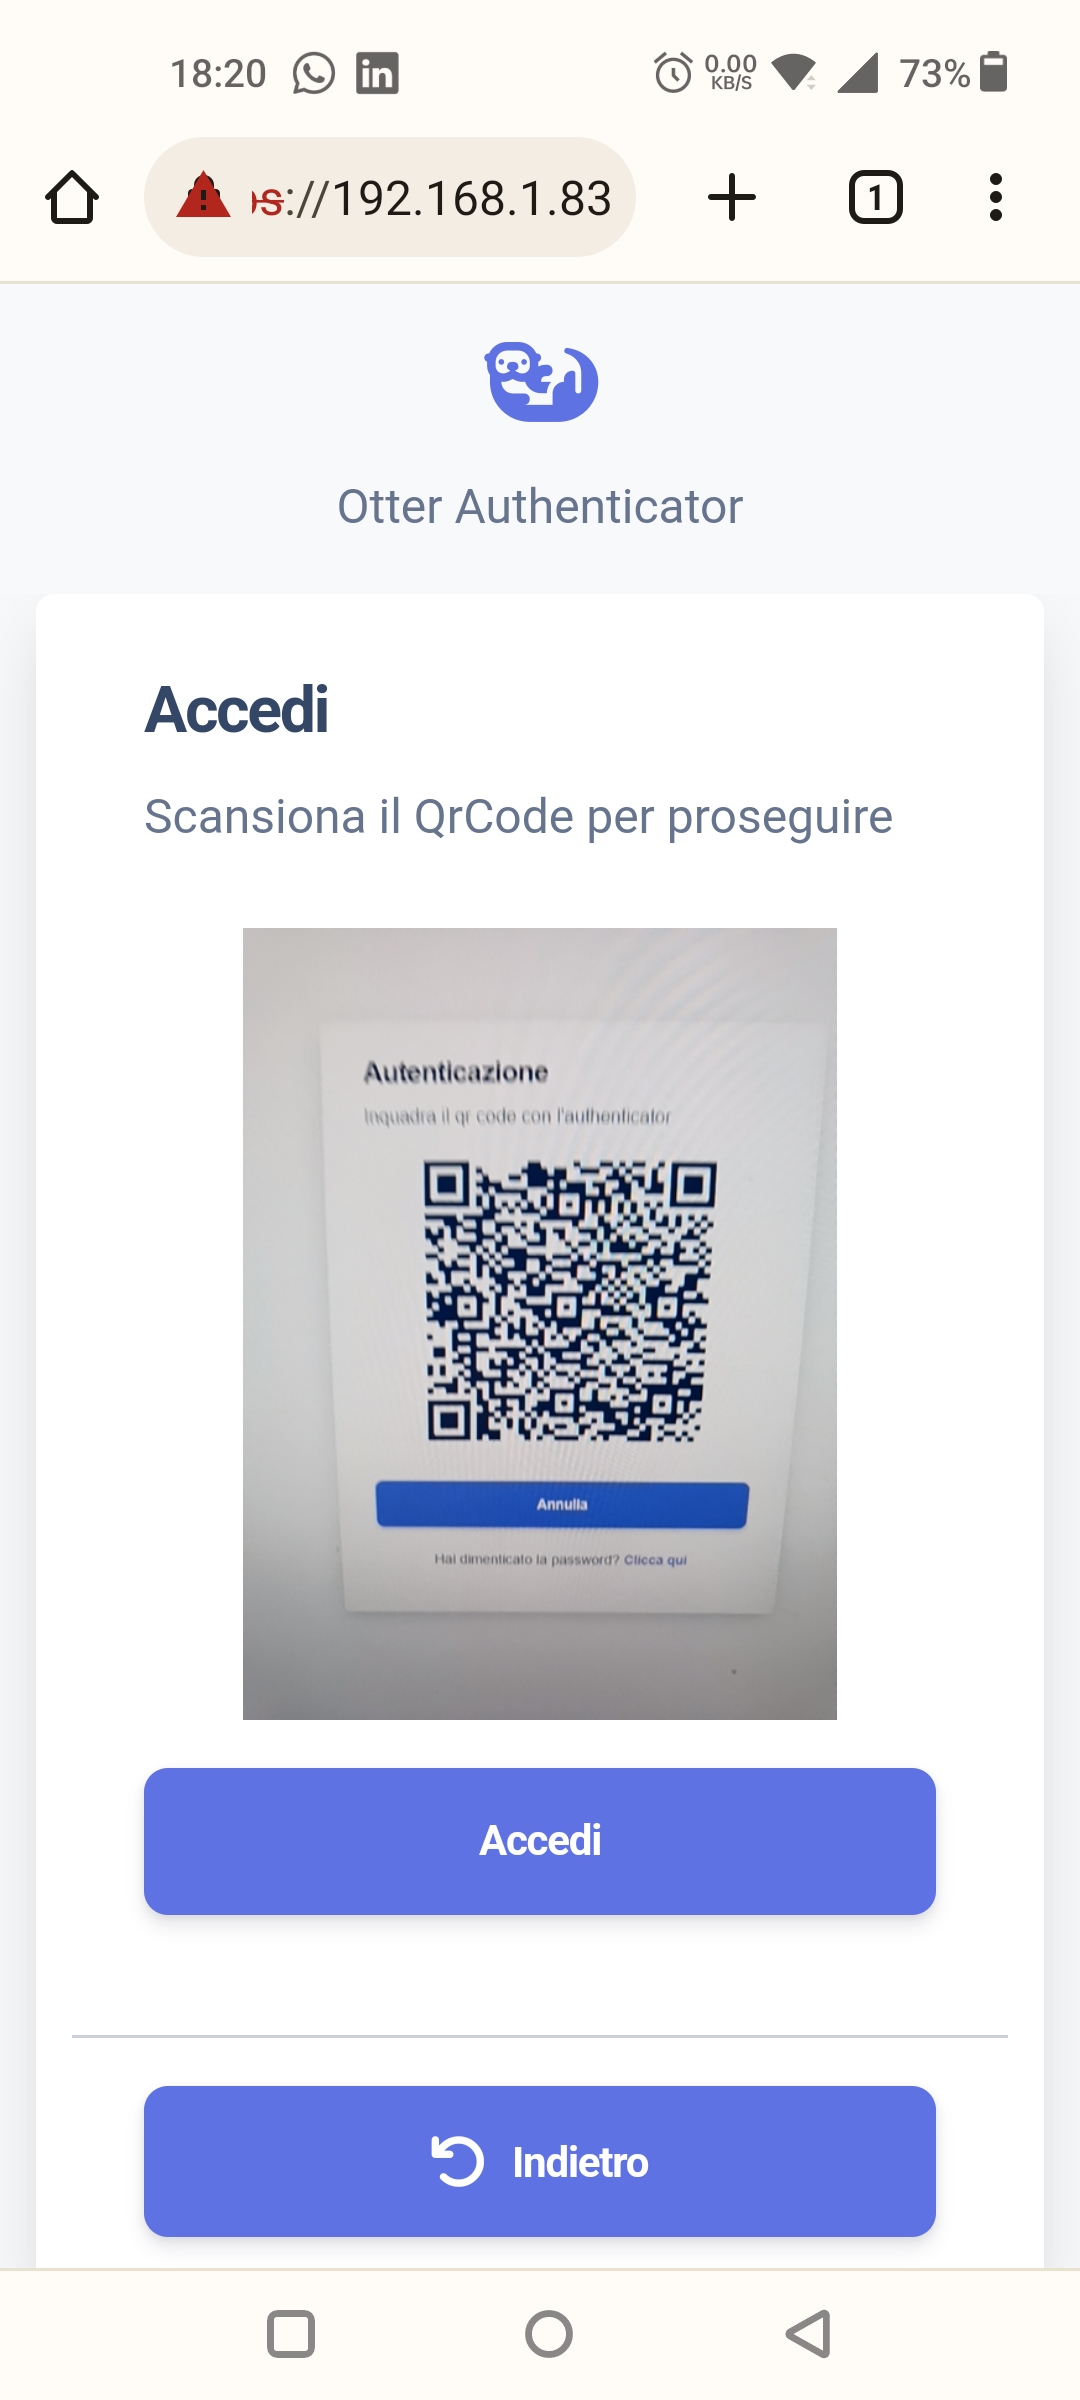 18:20
0.00
KB/S
73%
s://192.168.1.83
1
Otter Authenticator
Accedi
Scansiona il QrCode per proseguire
Autenticazione
Inquadra il qr code con l'authenticator
Annulla
Hai dimenticato la password? Clicca qui
Accedi
Indietro